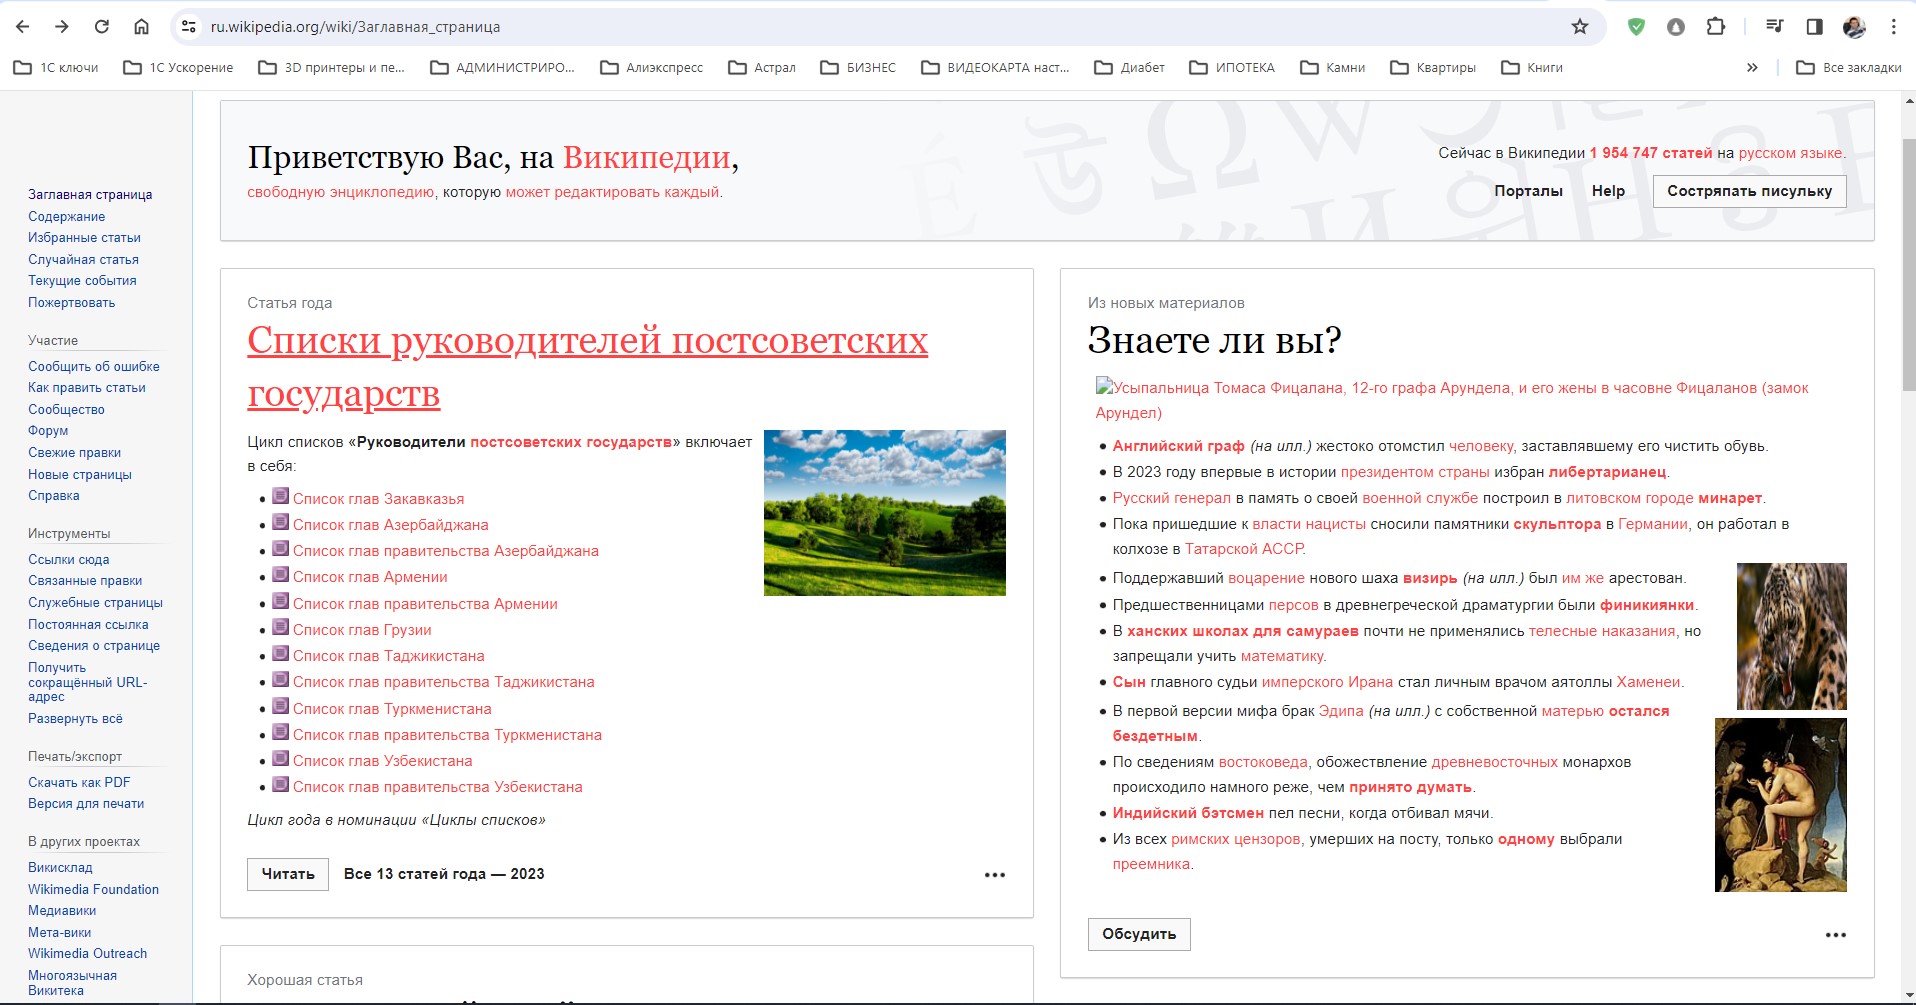 ru.wikipedia.org/wiki/Заглавная_страница
1С ключи
1С Ускорение
3D принтеры и пе...
АДМИНИСТРИРО...
Алиэкспресс
Астрал
БИЗНЕС
ВИДЕОКАРТА наст...
Диабет
ИПОТЕКА
Камни
Квартиры
Книги
»
Все закладки
Заглавная страница
Содержание
Избранные статьи
Случайная статья
Текущие события
Пожертвовать
Участие
Сообщить об ошибке
Как править статьи
Сообщество
Форум
Свежие правки
Новые страницы
Справка
Инструменты
Ссылки сюда
Связанные правки
Служебные страницы
Постоянная ссылка
Сведения о странице
Получить
сокращённый URL-
адрес
Развернуть всё
Печать/экспорт
Скачать как PDF
Версия для печати
В других проектах
Викисклад
Wikimedia Foundation
Медиавики
Мета-вики
Wikimedia Outreach
Многоязычная
Викитека
Приветствую Вас, на Википедии,
свободную энциклопедию, которую может редактировать каждый.
Сейчас в Википедии 1 954 747 статей на русском языке.
Порталы Help Состряпать писульку
Статья года
Списки руководителей постсоветских
государств
Цикл списков «Руководители постсоветских государств» включает
в себя:
Список глав Закавказья
Список глав Азербайджана
Список глав правительства Азербайджана
Список глав Армении
Список глав правительства Армении
Список глав Грузии
Список глав Таджикистана
Список глав правительства Таджикистана
Список глав Туркменистана
Список глав правительства Туркменистана
Список глав Узбекистана
Список глав правительства Узбекистана
Цикл года в номинации «Циклы списков»
Читать Все 13 статей года — 2023
Хорошая статья
Из новых материалов
Знаете ли вы?
Усыпальница Томаса Фицалана, 12-го графа Арундела, и его жены в часовне Фицаланов (замок
Арундел)
Английский граф (на илл.) жестоко отомстил человеку, заставлявшему его чистить обувь.
В 2023 году впервые в истории президентом страны избран либертарианец.
Русский генерал в память о своей военной службе построил в литовском городе минарет.
Пока пришедшие к власти нацисты сносили памятники скульптора в Германии, он работал в
колхозе в Татарской АССР.
Поддержавший воцарение нового шаха визирь (на илл.) был им же арестован.
Предшественницами персов в древнегреческой драматургии были финикиянки.
В ханских школах для самураев почти не применялись телесные наказания, но
запрещали учить математику.
Сын главного судьи имперского Ирана стал личным врачом аятоллы Хаменеи.
В первой версии мифа брак Эдипа (на илл.) с собственной матерью остался
бездетным.
По сведениям востоковеда, обожествление древневосточных монархов
происходило намного реже, чем принято думать.
Индийский бэтсмен пел песни, когда отбивал мячи.
Из всех римских цензоров, умерших на посту, только одному выбрали
преемника.
Обсудить